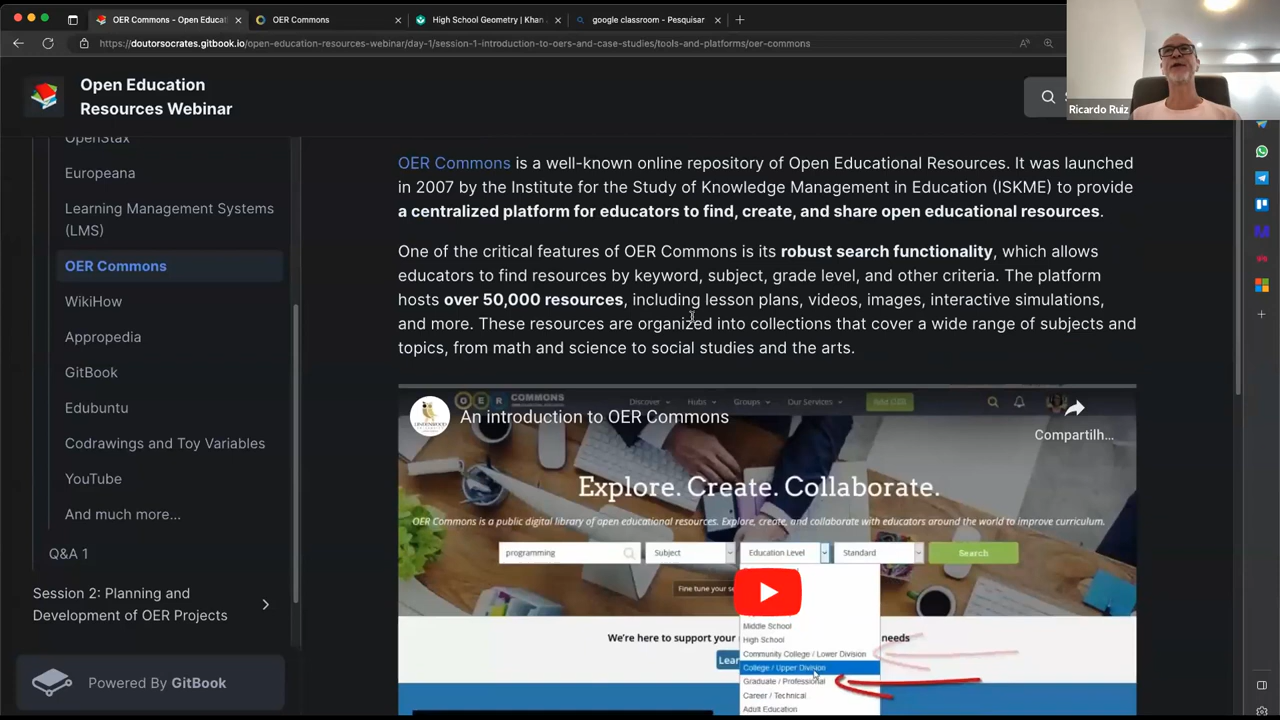 OER Commons - Open Educati
OER Commons
High School Geometry | Khan
google classroom - Pesquisar
https://doutorsocrates.gitbook.io/open-education-resources-webinar/day-1/session-1-introduction-to-oers-and-case-studies/tools-and-platforms/oer-commons
Open Education
Resources Webinar
Ricardo Ruiz
OpenStax
Europeana
Learning Management Systems
(LMS)
OER Commons
WikiHow
Appropedia
GitBook
Edubuntu
Codrawings and Toy Variables
YouTube
And much more...
Q&A 1
Session 2: Planning and
Development of OER Projects
ered By GitBook
OER Commons is a well-known online repository of Open Educational Resources. It was launched
in 2007 by the Institute for the Study of Knowledge Management in Education (ISKME) to provide
a centralized platform for educators to find, create, and share open educational resources.
One of the critical features of OER Commons is its robust search functionality, which allows
educators to find resources by keyword, subject, grade level, and other criteria. The platform
hosts over 50,000 resources, including lesson plans, videos, images, interactive simulations,
and more. These resources are organized into collections that cover a wide range of subjects and
topics, from math and science to social studies and the arts.
OER COMMONS
Discover Hubs Groups Our Services Add OER
An introduction to OER Commons
Compartilh...
Explore. Create. Collaborate.
OER Commons is a public digital library of open educational resources. Explore, create, and collaborate with educators around the world to improve curriculum.
programming Subject Education Level Standard Search
Fine tune your se
Middle School
We're here to support your needs
High School
Community College / Lower Division
Lear
College / Upper Division
Graduate / Professional
Career / Technical
Adult Education